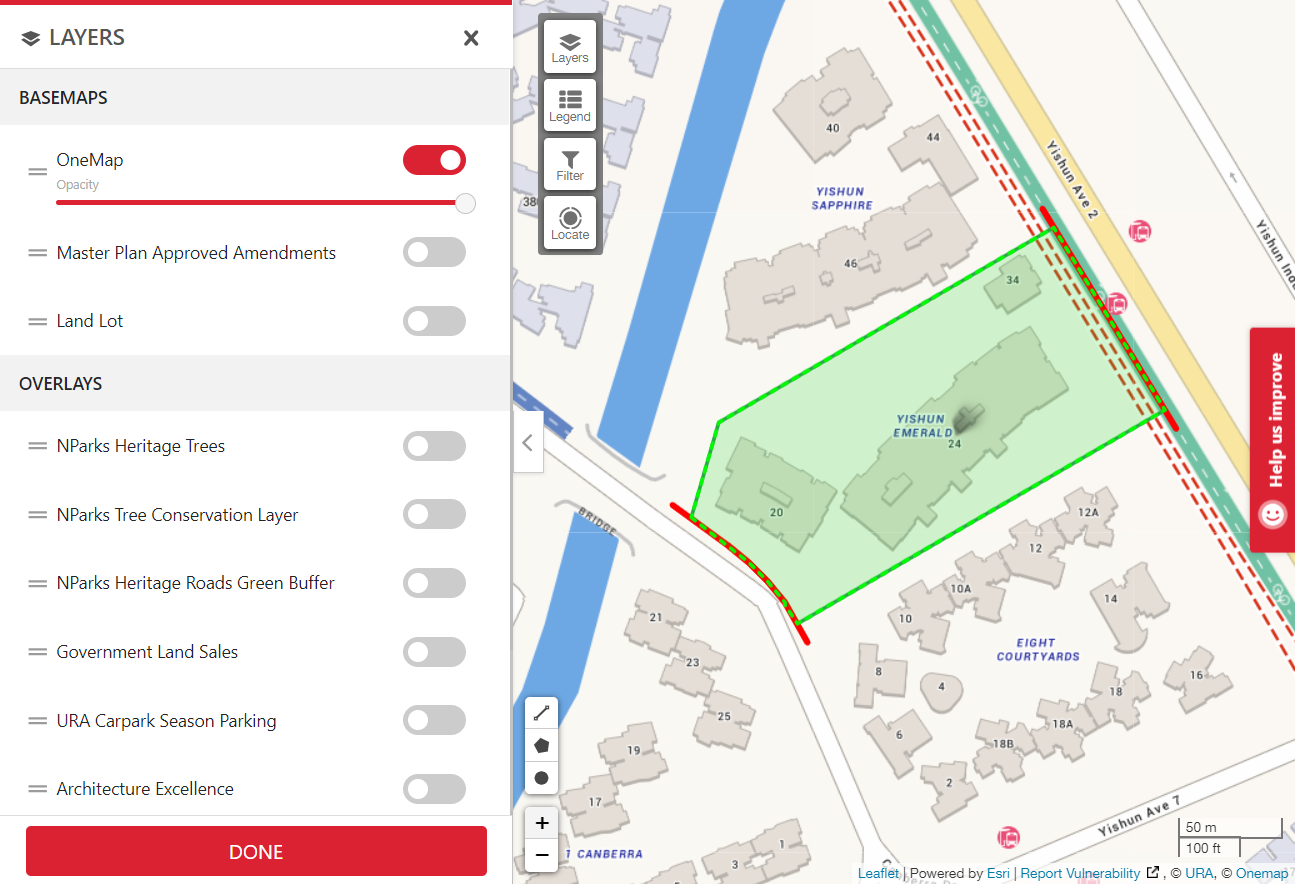 LAYERS
BASEMAPS
OneMap
Opacity
Master Plan Approved Amendments
Land Lot
OVERLAYS
NParks Heritage Trees
NParks Tree Conservation Layer
NParks Heritage Roads Green Buffer
Government Land Sales
URA Carpark Season Parking
Architecture Excellence
DONE
Layers
Legend
Filter
Locate
38
40
44
YISHUN
SAPPHIRE
46
34
Yishun Ave 2
YISHUN
EMERALD
24
20
BRIDGE
12A
12
10A
10
14
EIGHT
COURTYARDS
8
4
16
18
18A
18B
6
2
21
23
25
19
17
1 CANBERRA
1
3
Yishun Ave 7
Help us improve
+
−
50 m
100 ft
Leaflet | Powered by Esri | Report Vulnerability , © URA, © Onemap